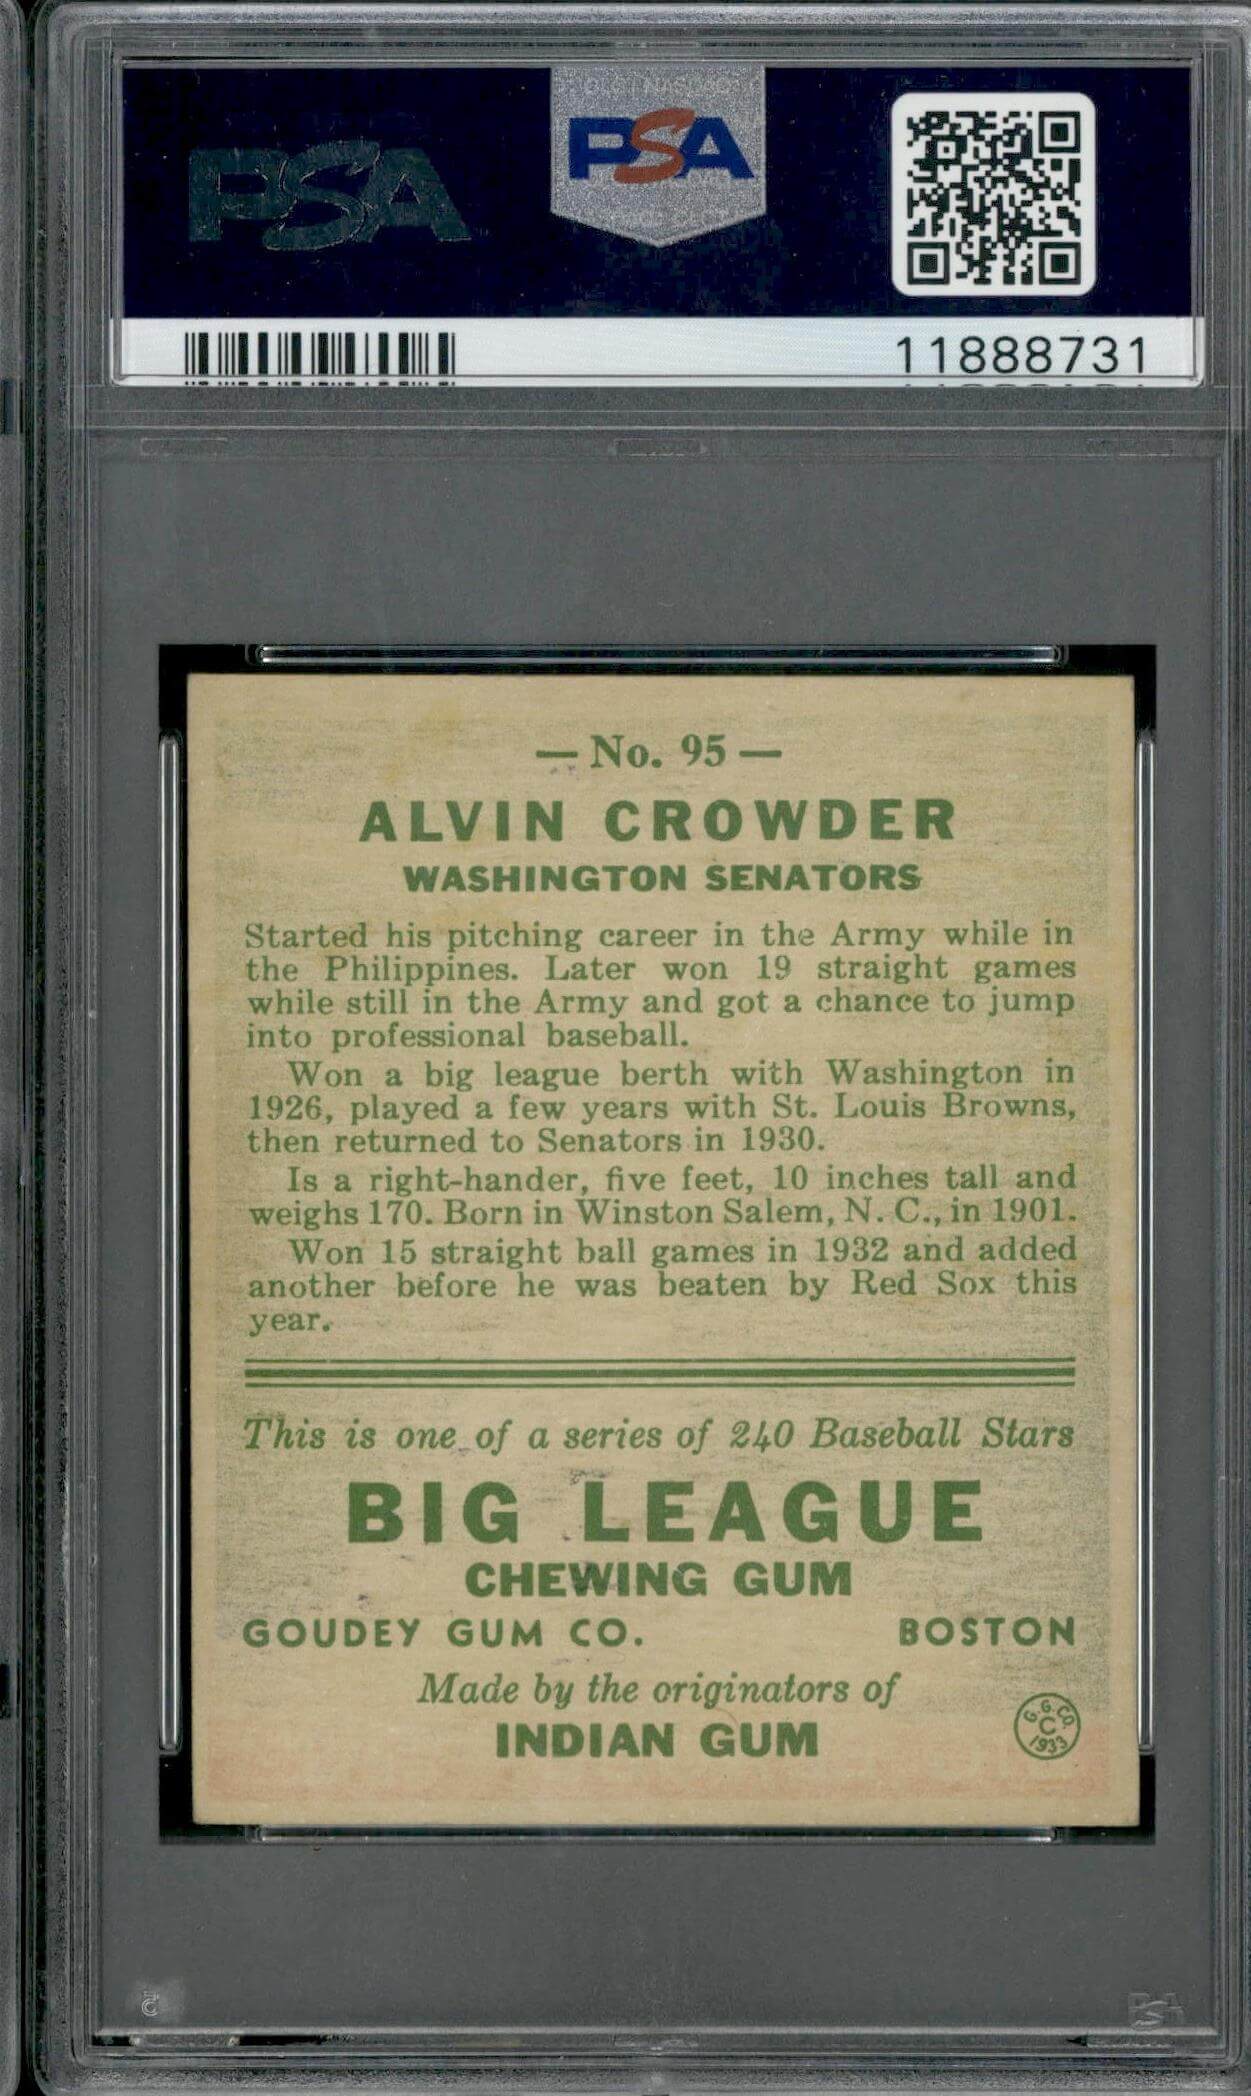 PSA
PSA
11888731
— No. 95 —
ALVIN CROWDER
WASHINGTON SENATORS
Started his pitching career in the Army while in
the Philippines. Later won 19 straight games
while still in the Army and got a chance to jump
into professional baseball.
Won a big league berth with Washington in
1926, played a few years with St. Louis Browns,
then returned to Senators in 1930.
Is a right-hander, five feet, 10 inches tall and
weighs 170. Born in Winston Salem, N. C., in 1901.
Won 15 straight ball games in 1932 and added
another before he was beaten by Red Sox this
year.
This is one of a series of 240 Baseball Stars
BIG LEAGUE
CHEWING GUM
GOUDEY GUM CO. BOSTON
Made by the originators of
INDIAN GUM
G. G. CO.
C
1933
PSA